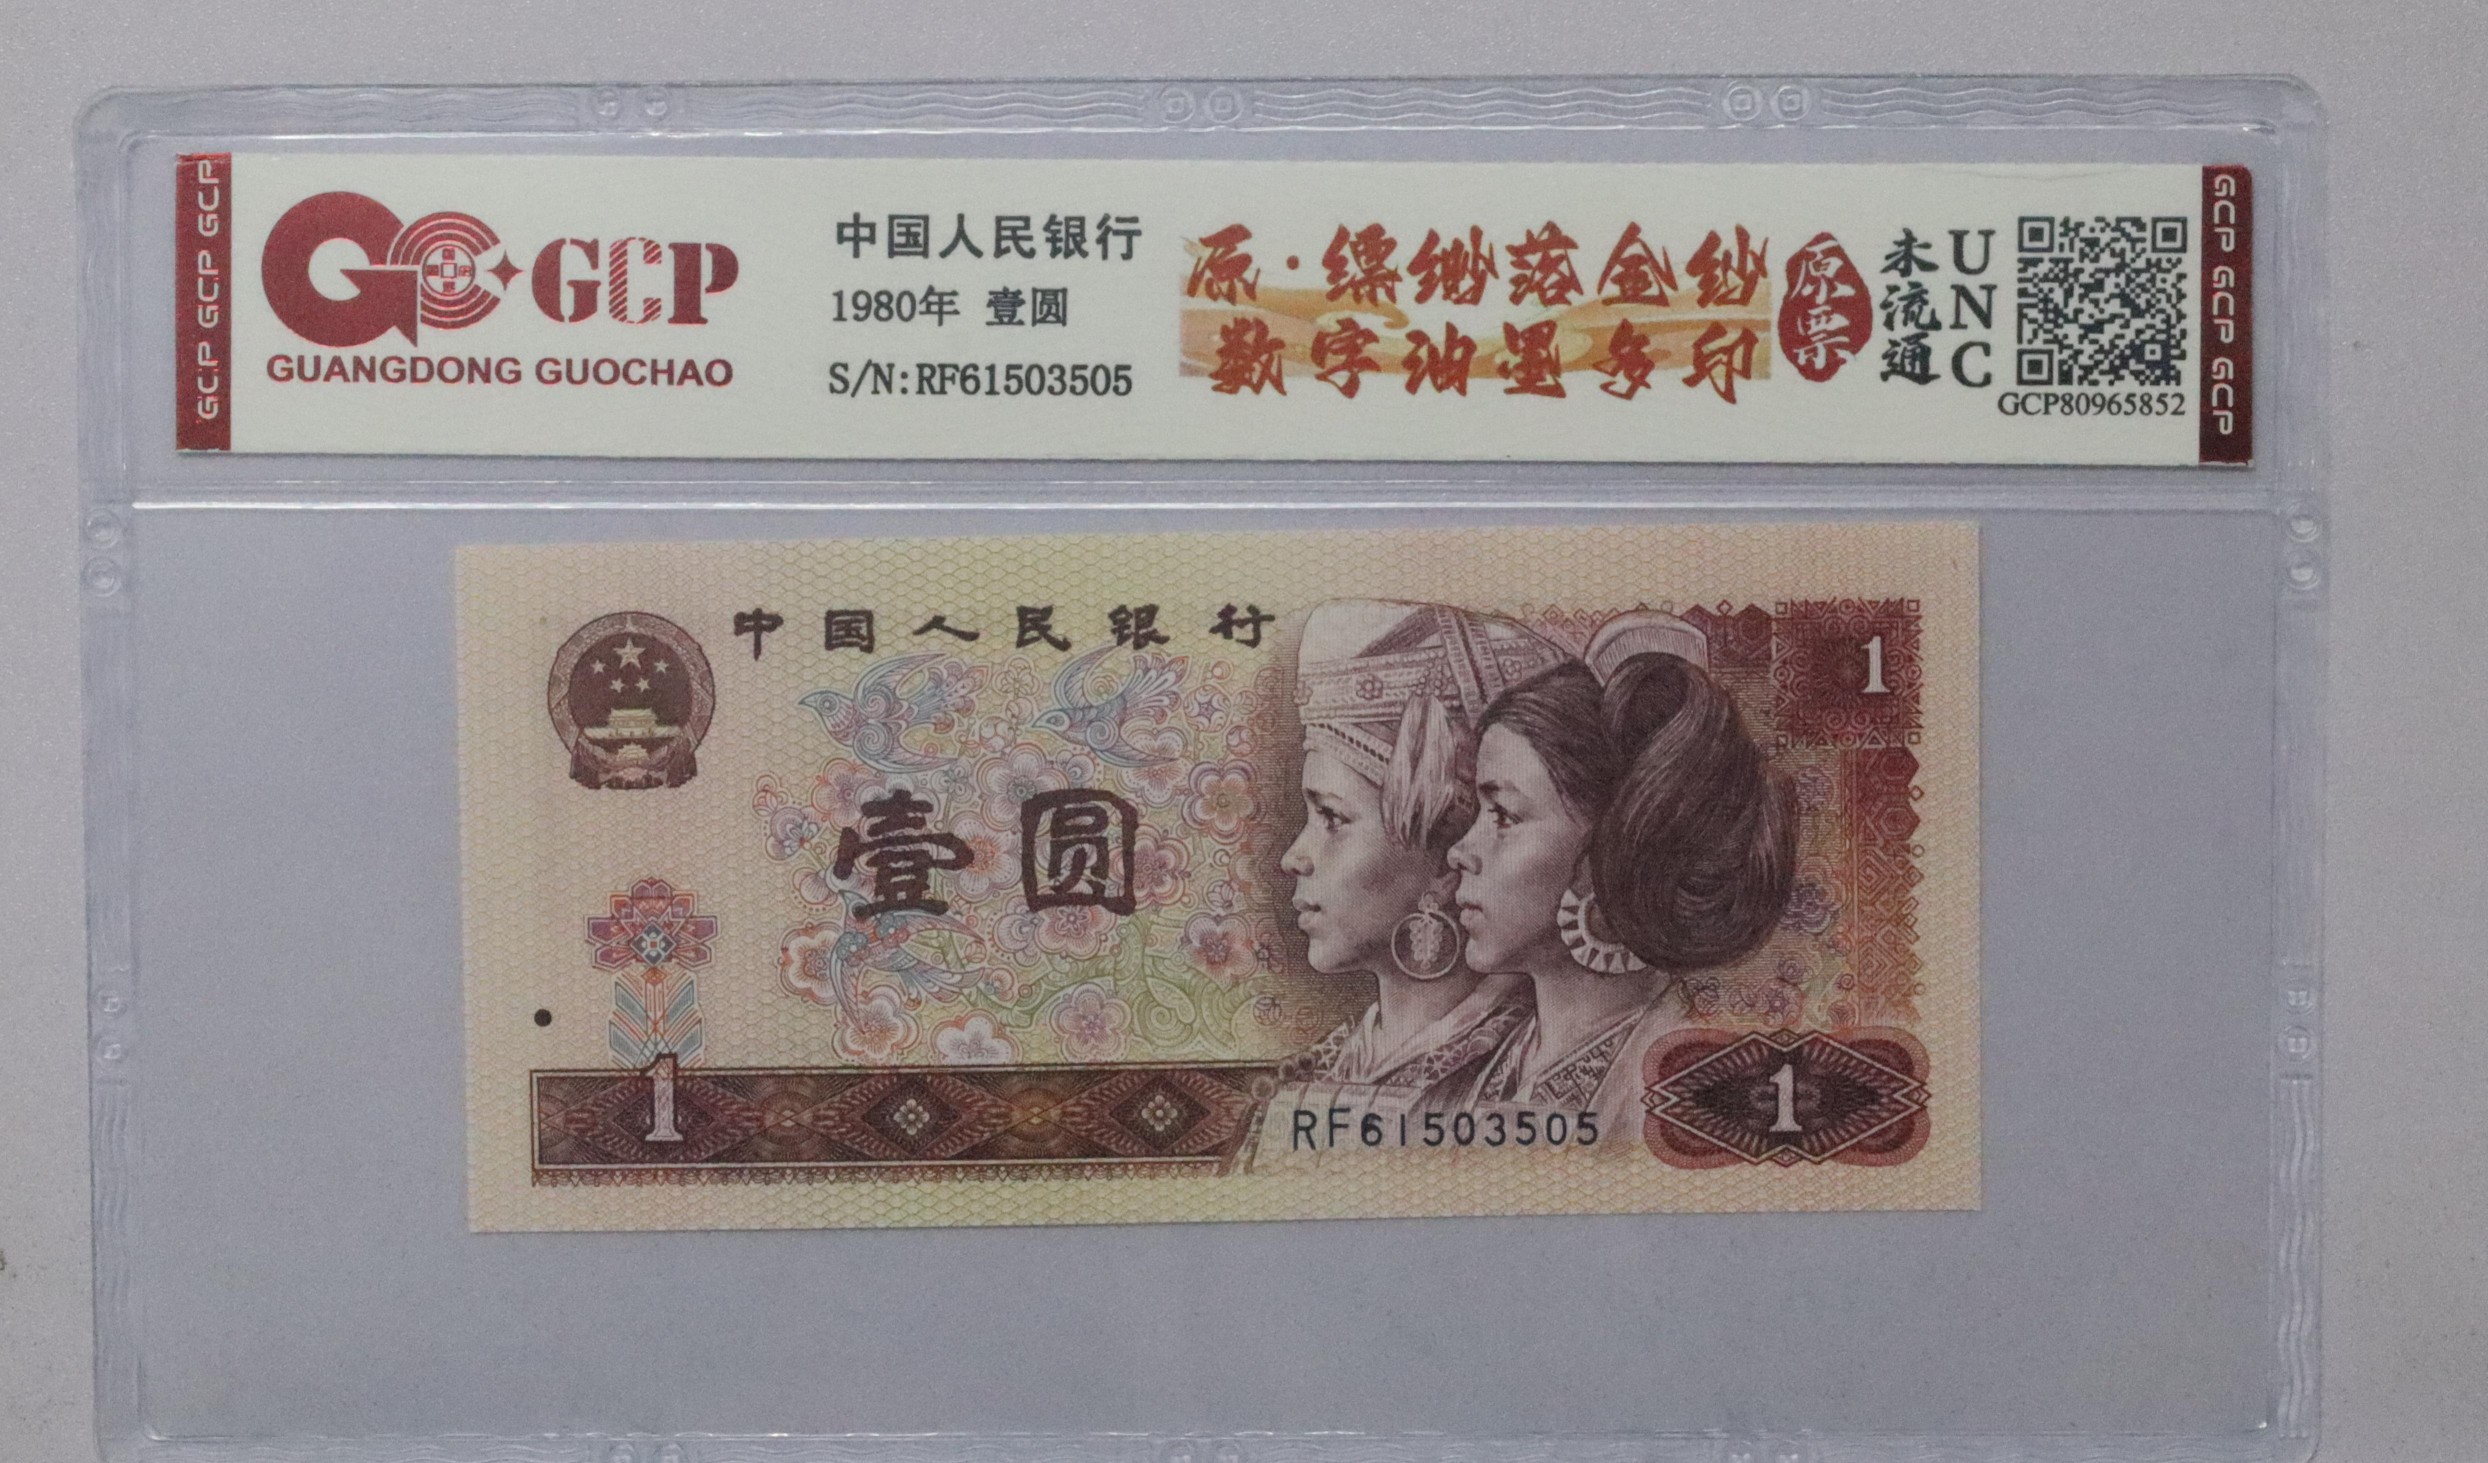 GCP GCP GCP GCP
GCP
GUANGDONG GUOCHAO
中国人民银行
1980年 壹圆
S/N:RF61503505
原·缥缈落金纱
数字油墨多印
原票
未流通
UNC
GCP80965852
GCP GCP GCP
中国人民银行
1
壹圆
1
RF61503505
1